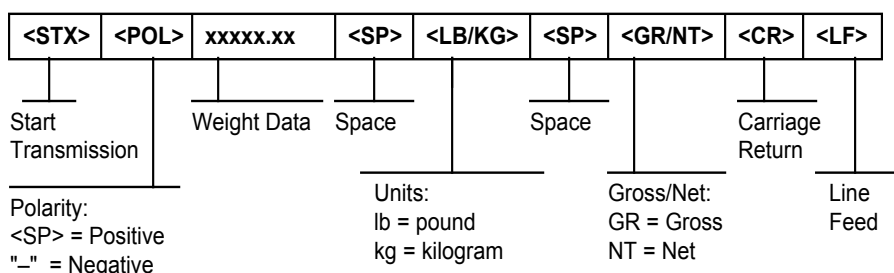 <STX> <POL> xxxxx.xx <SP> <LB/KG> <SP> <GR/NT> <CR> <LF>
Start
Transmission
Weight Data
Space
Space
Carriage
Return
Polarity:
<SP> = Positive
"–" = Negative
Units:
lb = pound
kg = kilogram
Gross/Net:
GR = Gross
NT = Net
Line
Feed